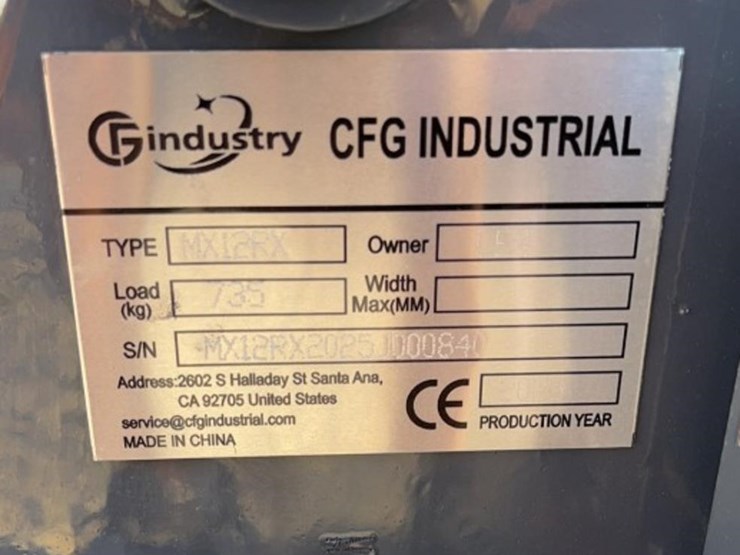 CFG industry CFG INDUSTRIAL
TYPE MX12RX Owner
Load (kg) 735 Width Max(MM)
S/N MX12RX2025J000840
Address:2602 S Halladay St Santa Ana,
CA 92705 United States
service@cfgindustrial.com
MADE IN CHINA
CE PRODUCTION YEAR